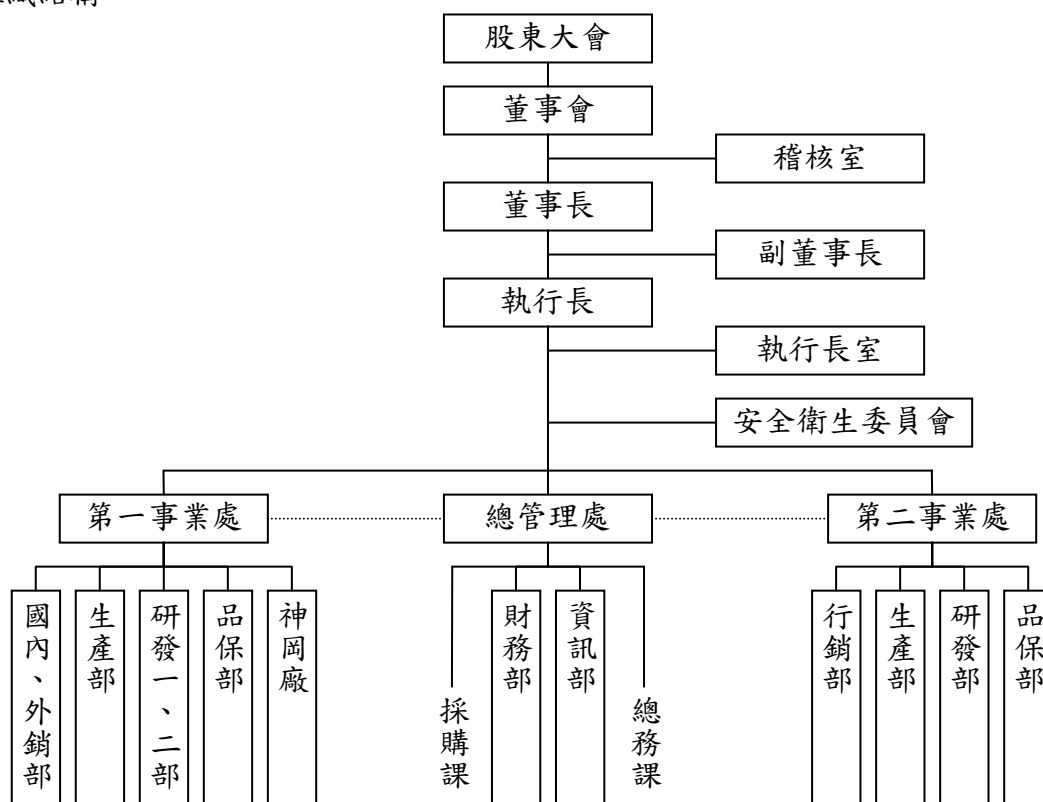 股東大會
董事會
稽核室
董事長
副董事長
執行長
執行長室
安全衛生委員會
第一事業處
總管理處
第二事業處
國內、外銷部
生產部
研發一、二部
品保部
神岡廠
採購課
財務部
資訊部
總務課
行銷部
生產部
研發部
品保部